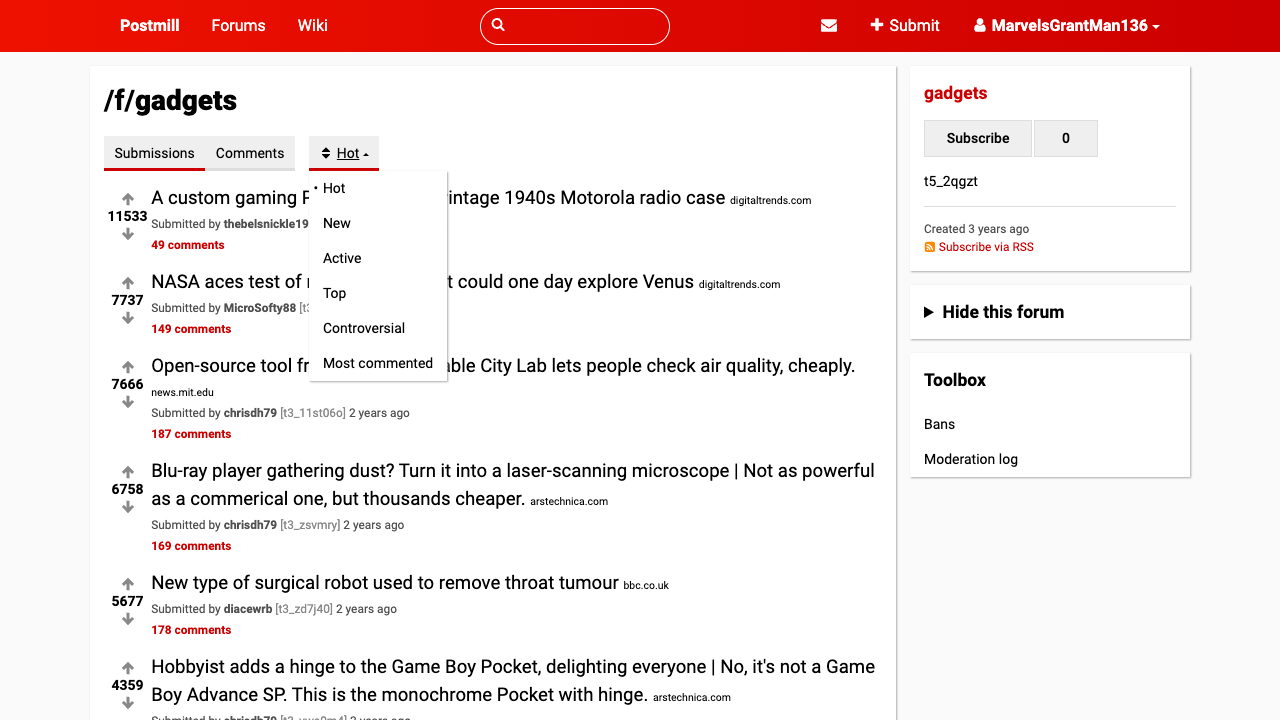 Postmill Forums Wiki Submit MarvelsGrantMan136
/f/gadgets
Submissions Comments Hot
Hot
New
Active
Top
Controversial
Most commented
A custom gaming intage 1940s Motorola radio case digitaltrends.com
11533
Submitted by thebelsnickle19
49 comments
NASA aces test of t could one day explore Venus digitaltrends.com
7737
Submitted by MicroSofty88 [t3
149 comments
Open-source tool fr ble City Lab lets people check air quality, cheaply.
news.mit.edu
7666
Submitted by chrisdh79 [t3_11st06o] 2 years ago
187 comments
Blu-ray player gathering dust? Turn it into a laser-scanning microscope | Not as powerful
as a commerical one, but thousands cheaper. arstechnica.com
6758
Submitted by chrisdh79 [t3_zsvmry] 2 years ago
169 comments
New type of surgical robot used to remove throat tumour bbc.co.uk
5677
Submitted by diacewrb [t3_zd7j40] 2 years ago
178 comments
Hobbyist adds a hinge to the Game Boy Pocket, delighting everyone | No, it's not a Game
Boy Advance SP. This is the monochrome Pocket with hinge. arstechnica.com
4359
gadgets
Subscribe 0
t5_2qgzt
Created 3 years ago
Subscribe via RSS
Hide this forum
Toolbox
Bans
Moderation log